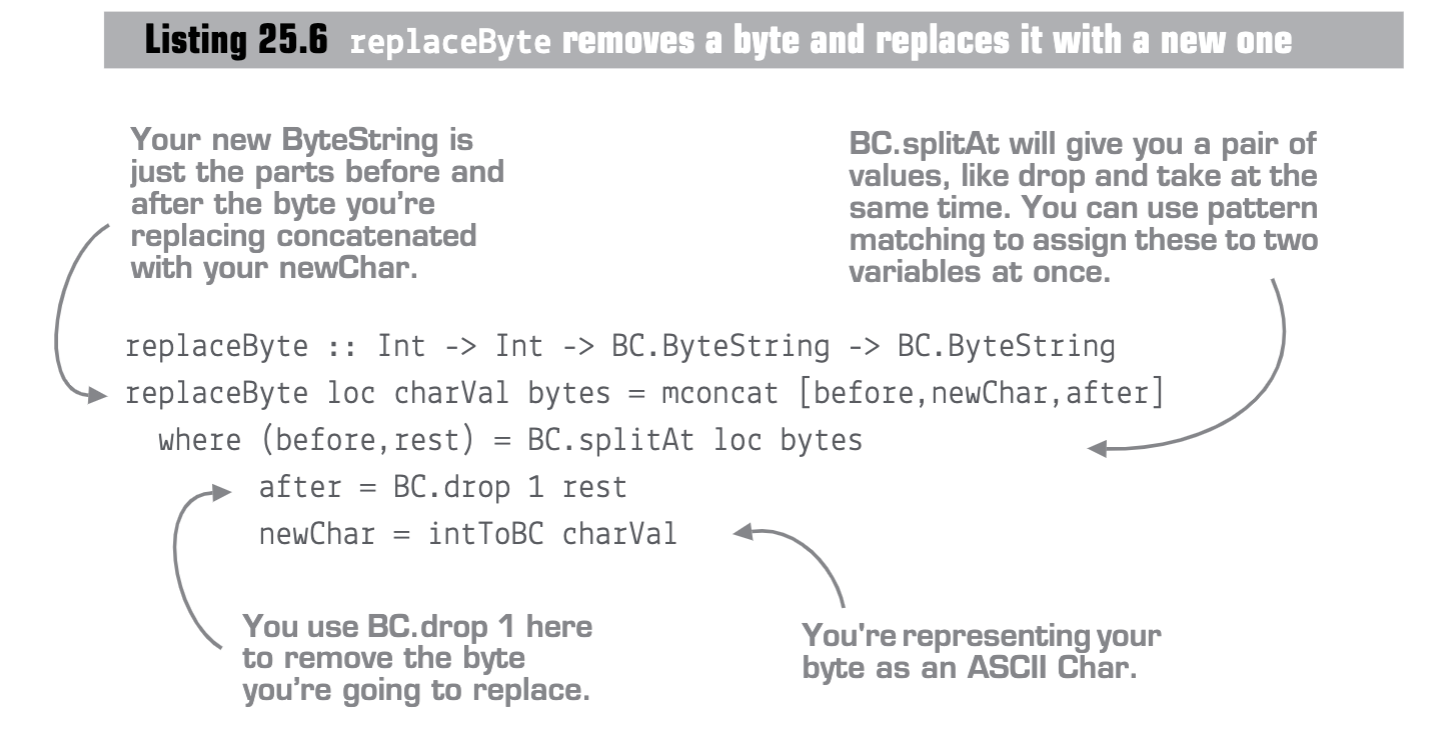 Listing 25.6 replaceByte removes a byte and replaces it with a new one
Your new ByteString is
just the parts before and
after the byte you're
replacing concatenated
with your newChar.
BC.splitAt will give you a pair of
values, like drop and take at the
same time. You can use pattern
matching to assign these to two
variables at once.
replaceByte :: Int -> Int -> BC.ByteString -> BC.ByteString
replaceByte loc charVal bytes = mconcat [before,newChar,after]
  where (before,rest) = BC.splitAt loc bytes
        after = BC.drop 1 rest
        newChar = intToBC charVal
You use BC.drop 1 here
to remove the byte
you're going to replace.
You're representing your
byte as an ASCII Char.